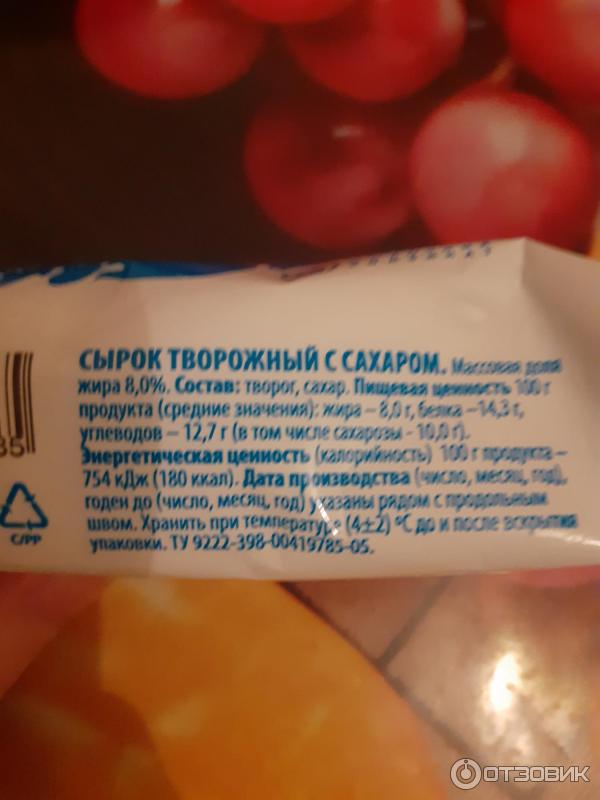 СЫРОК ТВОРОЖНЫЙ С САХАРОМ. Массовая доля
жира 8,0%. Состав: творог, сахар. Пищевая ценность 100 г
продукта (средние значения): жира – 8,0 г, белка –14,3 г,
углеводов – 12,7 г (в том числе сахарозы - 10,0 г).
Энергетическая ценность (калорийность) 100 г продукта –
754 кДж (180 ккал). Дата производства (число, месяц, год),
годен до (число, месяц, год) указаны рядом с продольным
швом. Хранить при температуре (4±2) °С до и после вскрытия
упаковки. ТУ 9222-398-00419785-05.
35
C/PP
ОТЗОВИК